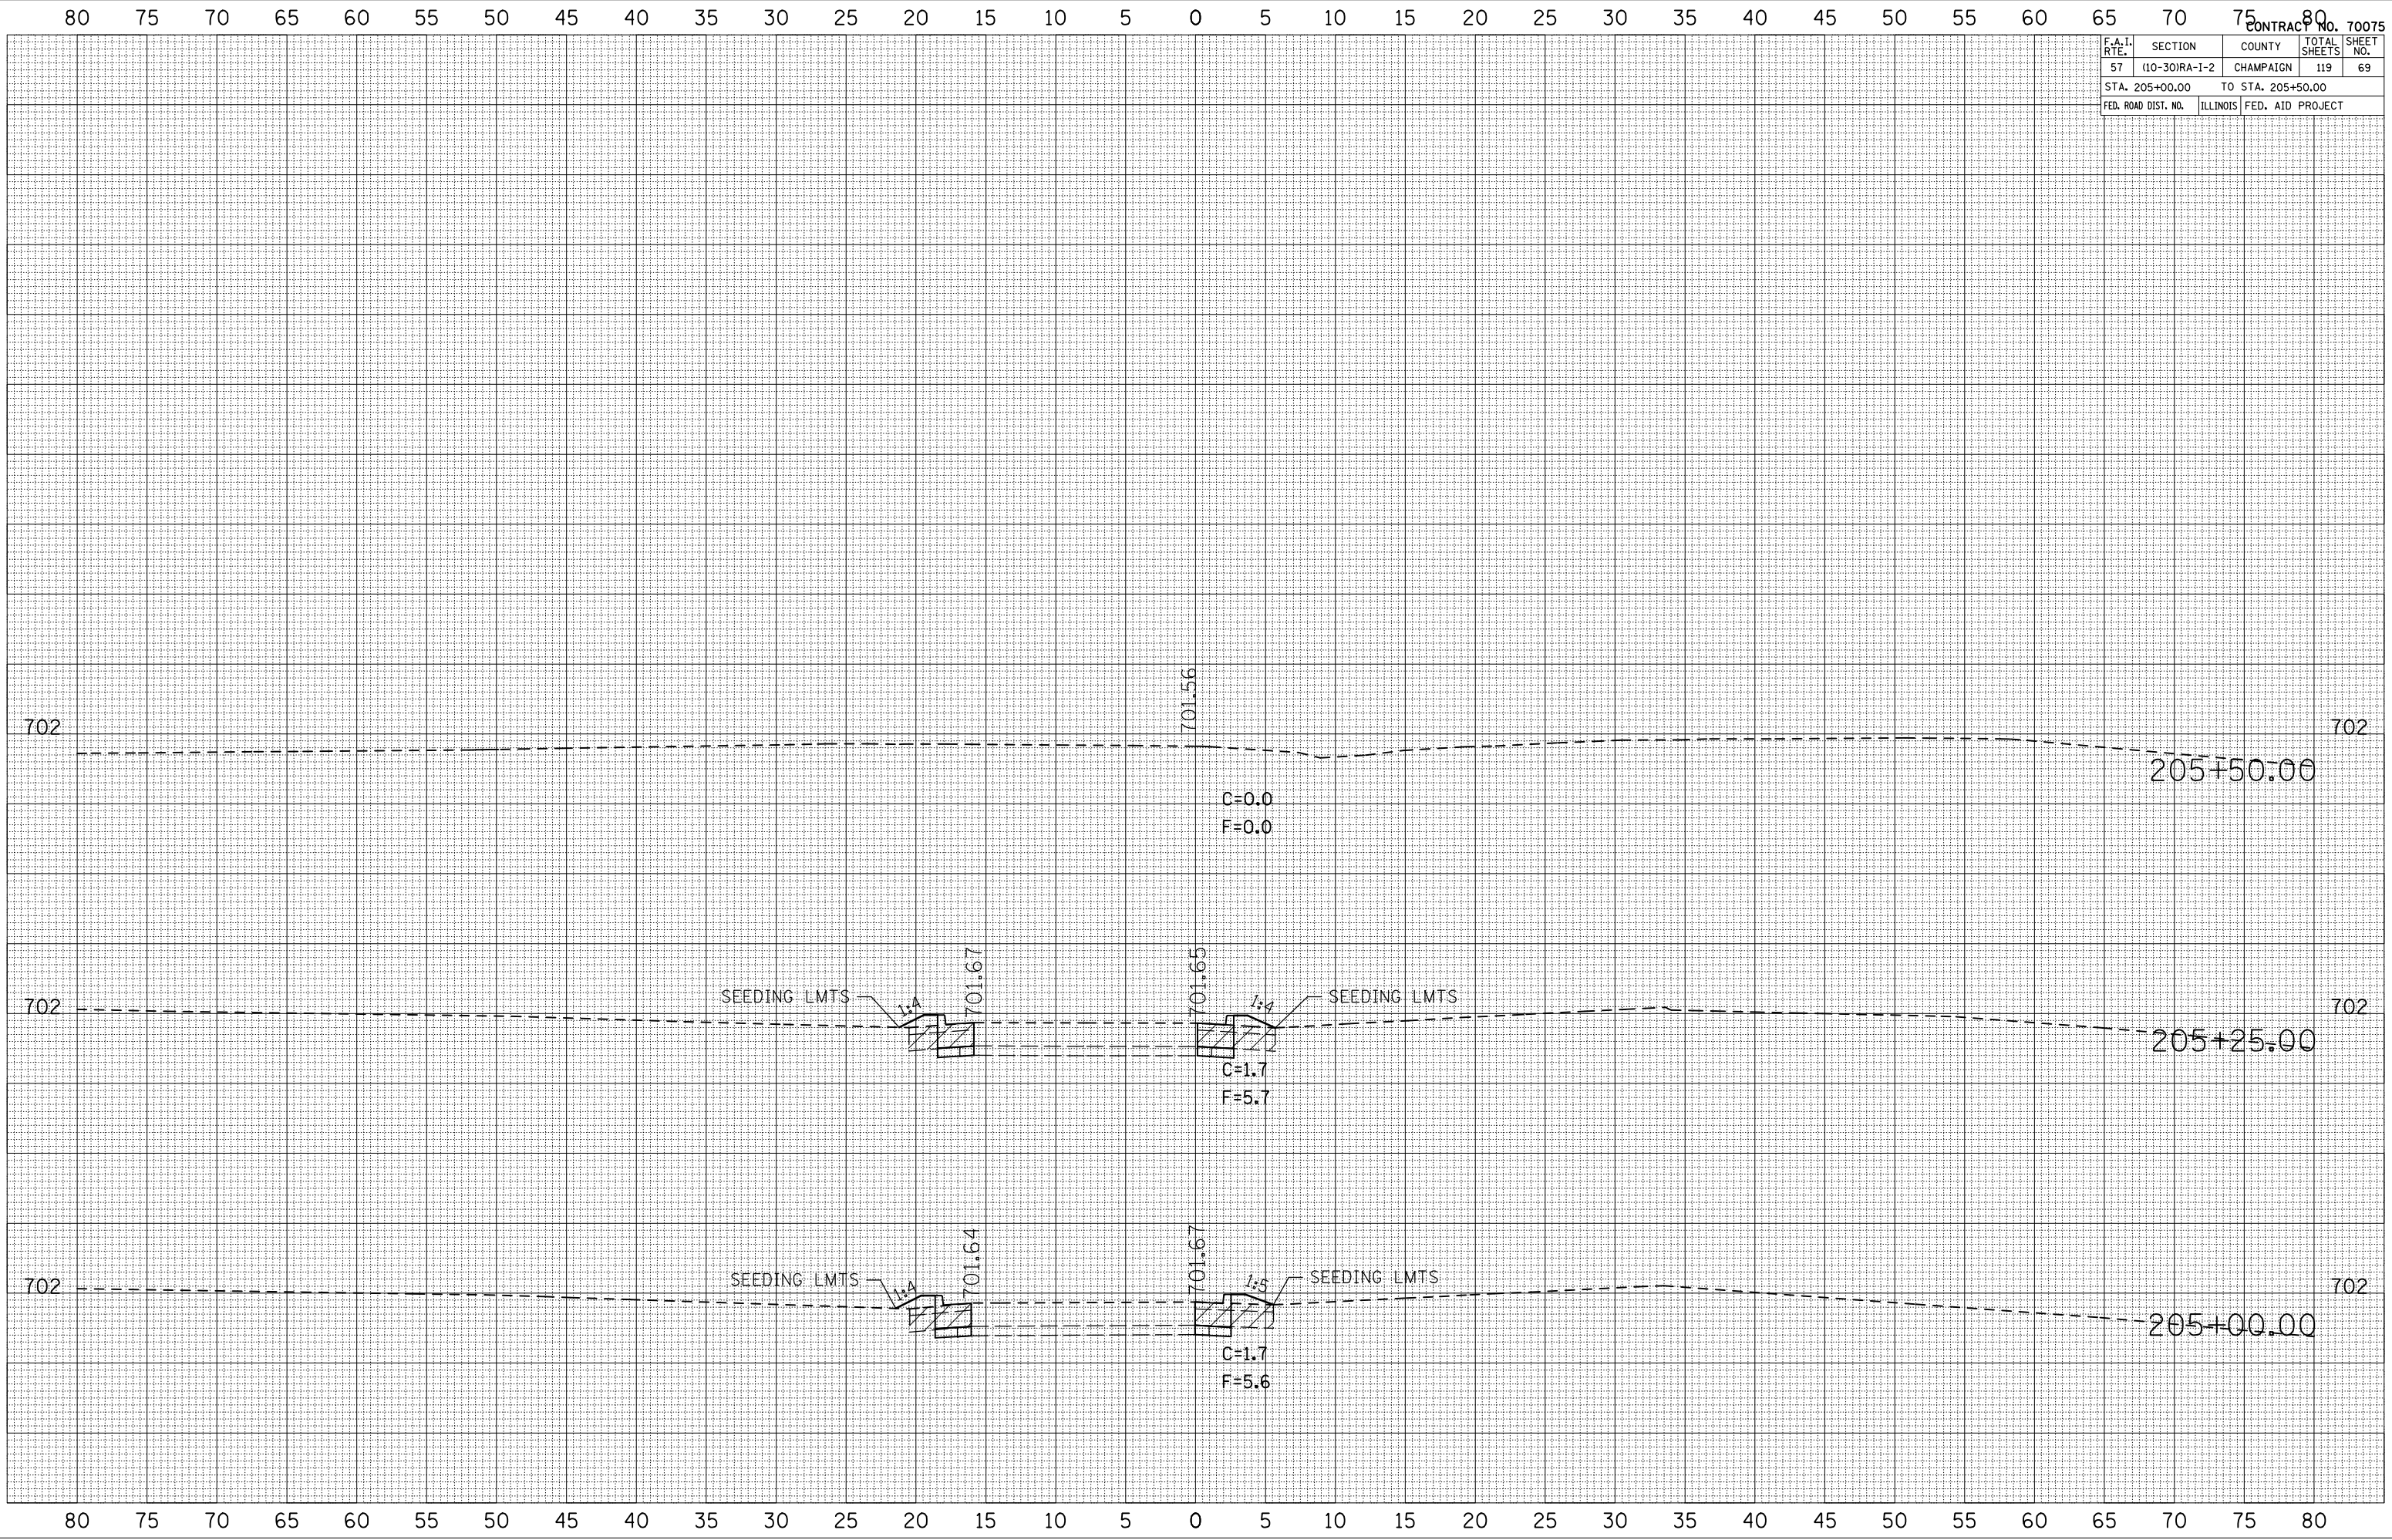 80 75 70 65 60 55 50 45 40 35 30 25 20 15 10 5 0 5 10 15 20 25 30 35 40 45 50 55 60 65 70 75 80
CONTRACT NO. 70075
F.A.I. RTE. SECTION COUNTY TOTAL SHEETS SHEET NO.
57 (10-30)RA-I-2 CHAMPAIGN 119 69
STA. 205+00.00 TO STA. 205+50.00
FED. ROAD DIST. NO. ILLINOIS FED. AID PROJECT
701.56
702 702
205+50.00
C=0.0
F=0.0
701.67 701.65
SEEDING LMTS 1:4 1:4 SEEDING LMTS
702 702
205+25.00
C=1.7
F=5.7
701.64 701.67
SEEDING LMTS 1:4 1:5 SEEDING LMTS
702 702
205+00.00
C=1.7
F=5.6
80 75 70 65 60 55 50 45 40 35 30 25 20 15 10 5 0 5 10 15 20 25 30 35 40 45 50 55 60 65 70 75 80